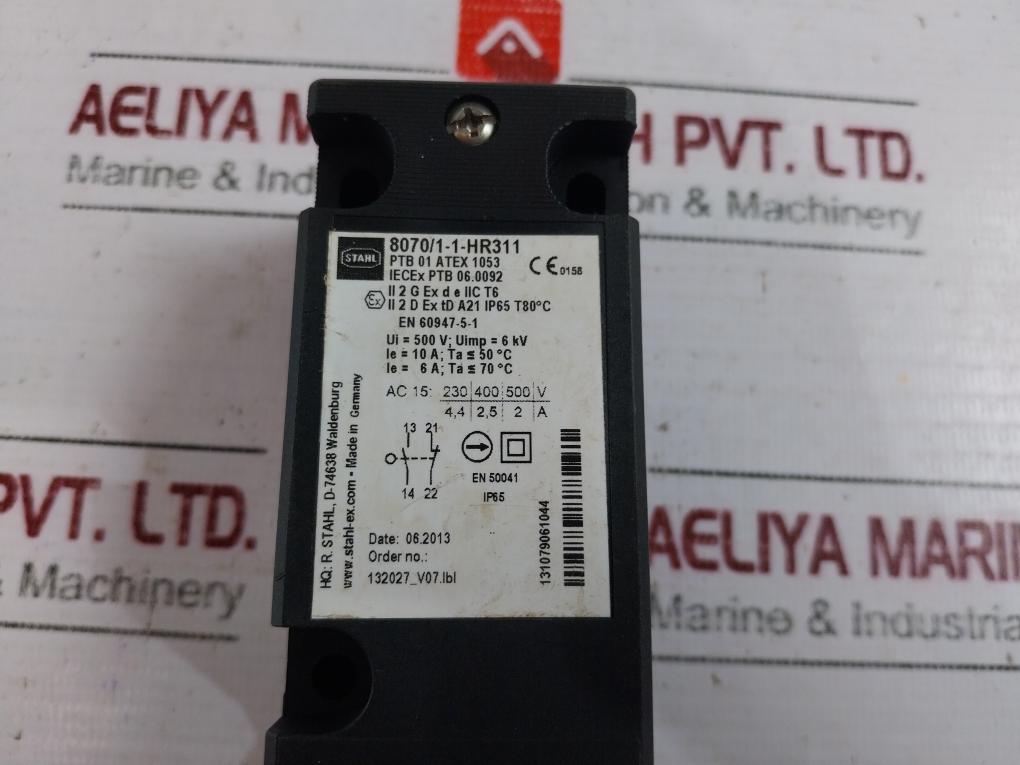 AELIYA M
H PVT. LTD.
Marine & Ind
on & Machinery
STAHL
8070/1-1-HR311
PTB 01 ATEX 1053
IECEx PTB 06.0092
CE 0158
Ex
II 2 G Ex d e IIC T6
II 2 D Ex tD A21 IP65 T80°C
EN 60947-5-1
Ui = 500 V; Uimp = 6 kV
Ie = 10 A; Ta ≤ 50 °C
Ie = 6 A; Ta ≤ 70 °C
AC 15: 230 400 500 V
4,4 2,5 2 A
13 21
14 22
EN 50041
IP65
Date: 06.2013
Order no.:
132027_V07.lbl
HQ: R. STAHL, D-74638 Waldenburg
www.stahl-ex.com • Made in Germany
131079061044
PVT. LTD.
& Machinery
AELIYA MARIN
Marine & Industria